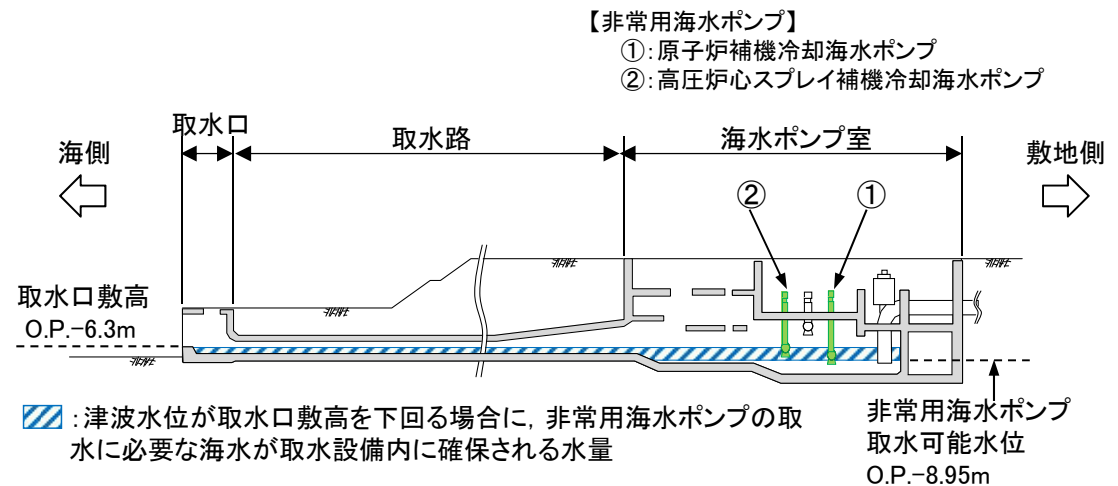 【非常用海水ポンプ】
①:原子炉補機冷却海水ポンプ
②:高圧炉心スプレイ補機冷却海水ポンプ
取水口
取水路
海水ポンプ室
海側
敷地側
②
①
取水口敷高
O.P.-6.3m
:津波水位が取水口敷高を下回る場合に,非常用海水ポンプの取
水に必要な海水が取水設備内に確保される水量
非常用海水ポンプ
取水可能水位
O.P.-8.95m